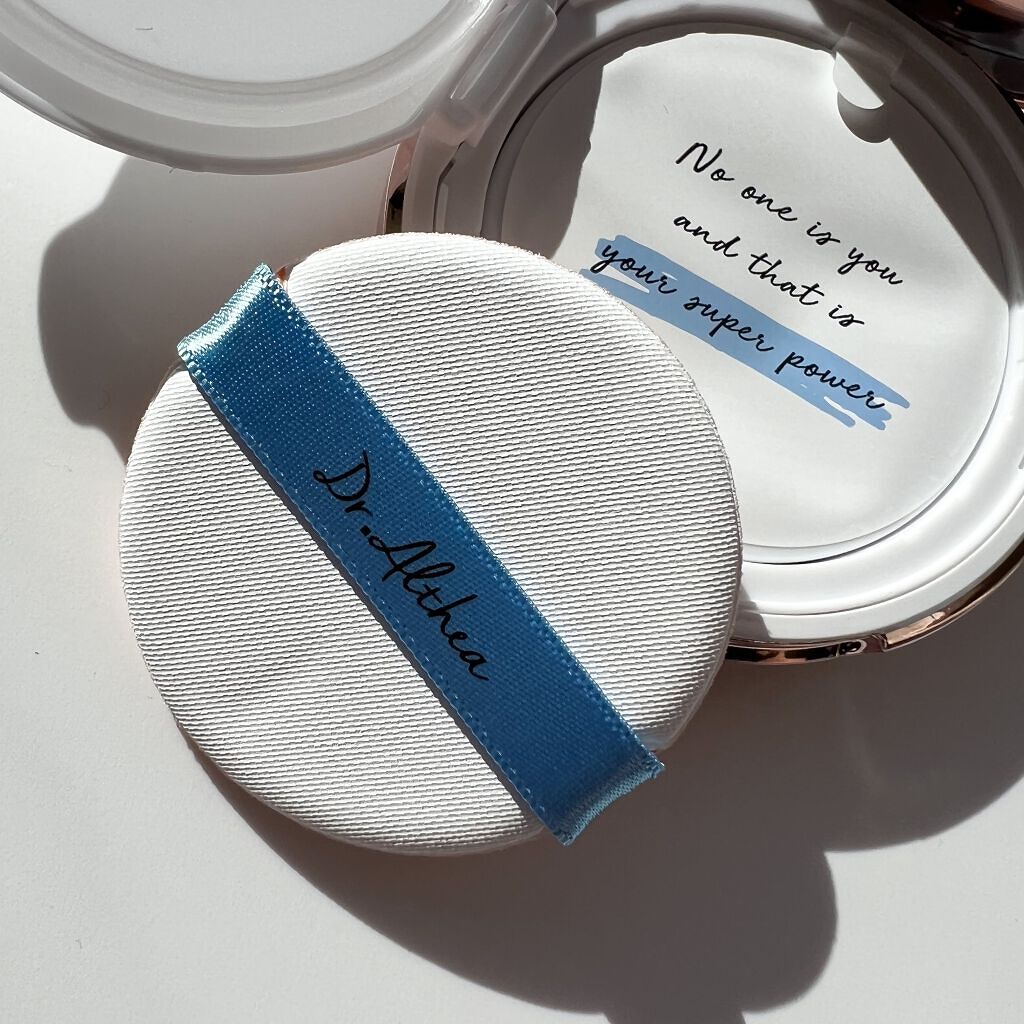 No one is you
and that is
your super power
Dr.Althea